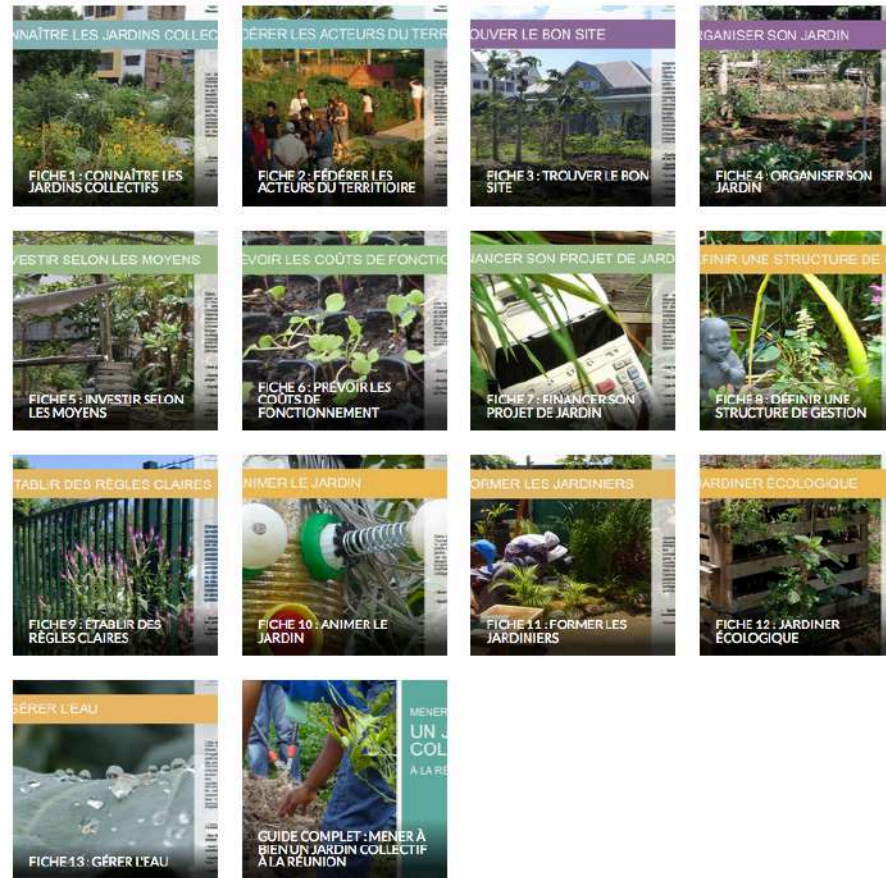 NNAÎTRE LES JARDINS COLLEC
FICHE 1 : CONNAÎTRE LES
JARDINS COLLECTIFS
DÉRER LES ACTEURS DU TERR
FICHE 2 : FÉDÉRER LES
ACTEURS DU TERRITIOIRE
OUVER LE BON SITE
FICHE 3 : TROUVER LE BON
SITE
RGANISER SON JARDIN
FICHE 4 : ORGANISER SON
JARDIN
VESTIR SELON LES MOYENS
FICHE 5 : INVESTIR SELON
LES MOYENS
ÉVOIR LES COÛTS DE FONCTIO
FICHE 6 : PRÉVOIR LES
COÛTS DE
FONCTIONNEMENT
NANCER SON PROJET DE JARD
FICHE 7 : FINANCER SON
PROJET DE JARDIN
ÉFINIR UNE STRUCTURE DE
FICHE 8 : DÉFINIR UNE
STRUCTURE DE GESTION
TABLIR DES RÈGLES CLAIRES
FICHE 9 : ÉTABLIR DES
RÈGLES CLAIRES
NIMER LE JARDIN
FICHE 10 : ANIMER LE
JARDIN
ORMER LES JARDINIERS
FICHE 11 : FORMER LES
JARDINIERS
JARDINER ÉCOLOGIQUE
FICHE 12 : JARDINER
ÉCOLOGIQUE
GÉRER L'EAU
FICHE 13 : GÉRER L'EAU
MENER
UN J
COL
À LA RÉ
GUIDE COMPLET : MENER À
BIEN UN JARDIN COLLECTIF
À LA RÉUNION